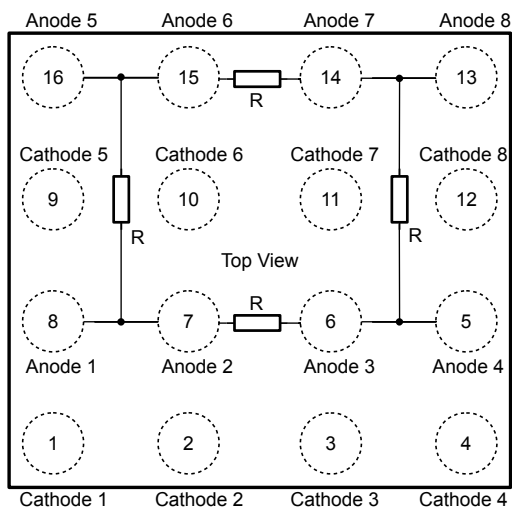 Anode 5 Anode 6 Anode 7 Anode 8
16 15 14 13
R
Cathode 5 Cathode 6 Cathode 7 Cathode 8
9 10 11 12
R R
Top View
R
8 7 6 5
Anode 1 Anode 2 Anode 3 Anode 4
1 2 3 4
Cathode 1 Cathode 2 Cathode 3 Cathode 4